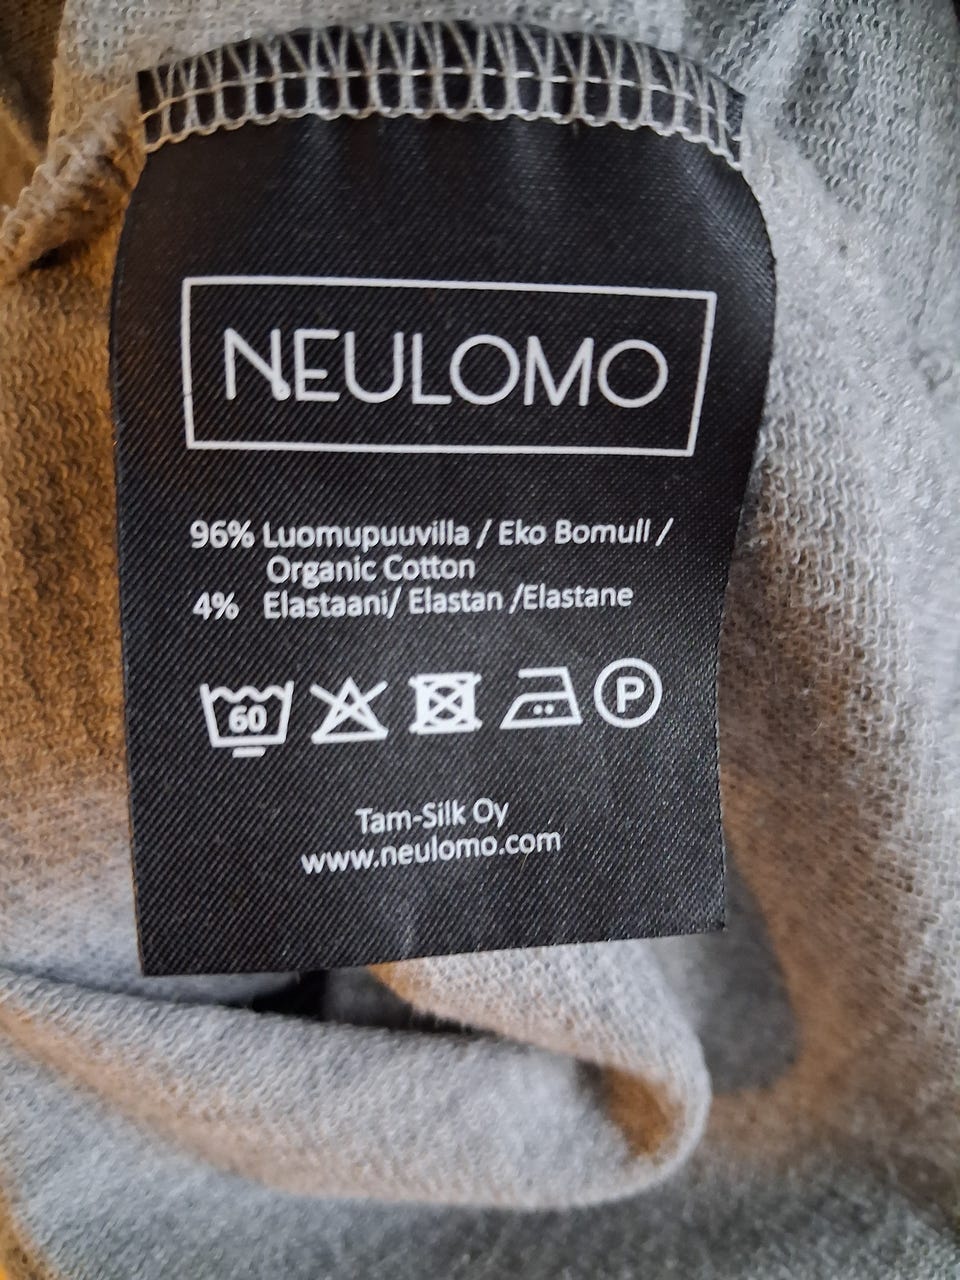 NEULOMO
96% Luomupuuvilla / Eko Bomull /
Organic Cotton
4% Elastaani/ Elastan /Elastane
60 P
Tam-Silk Oy
www.neulomo.com